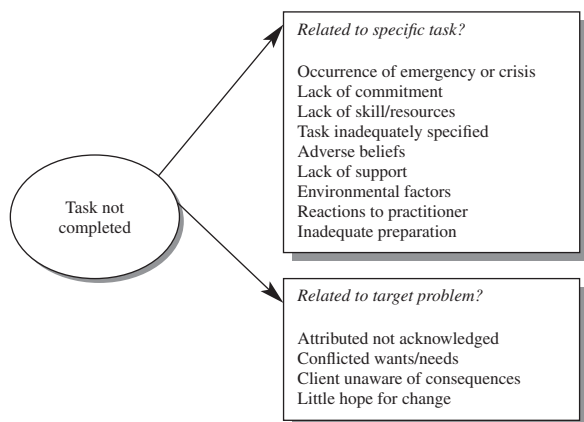 Task not
completed
Related to specific task?
Occurrence of emergency or crisis
Lack of commitment
Lack of skill/resources
Task inadequately specified
Adverse beliefs
Lack of support
Environmental factors
Reactions to practitioner
Inadequate preparation
Related to target problem?
Attributed not acknowledged
Conflicted wants/needs
Client unaware of consequences
Little hope for change